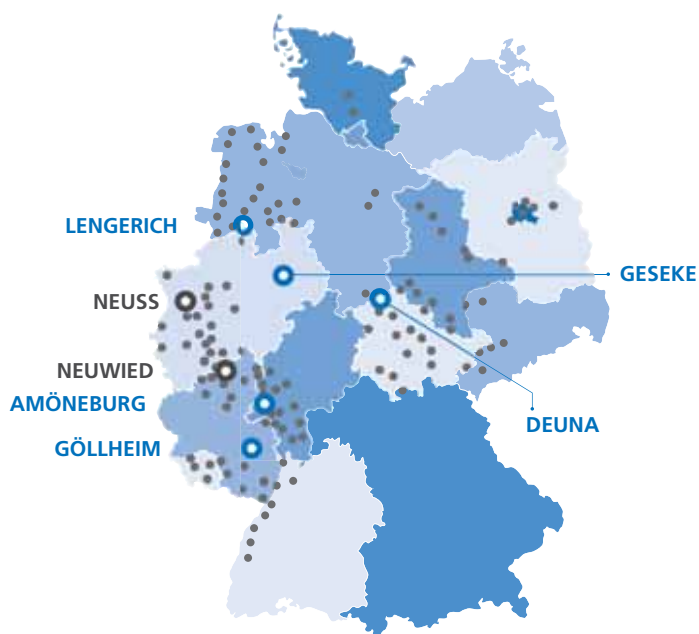 LENGERICH
GESEKE
NEUSS
NEUWIED
AMÖNEBURG
DEUNA
GÖLLHEIM